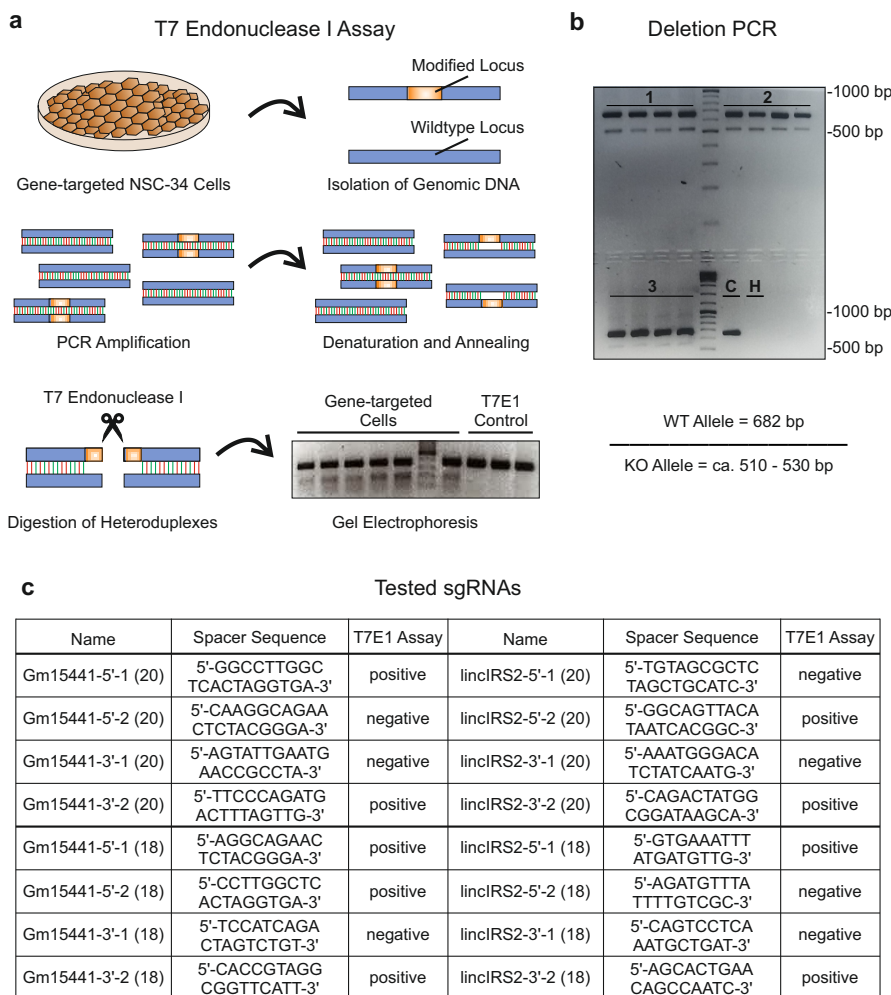 a
T7 Endonuclease I Assay
Modified Locus
Wildtype Locus
Gene-targeted NSC-34 Cells
Isolation of Genomic DNA
PCR Amplification
Denaturation and Annealing
T7 Endonuclease I
Gene-targeted
Cells
T7E1
Control
Digestion of Heteroduplexes
Gel Electrophoresis
b
Deletion PCR
1
2
-1000 bp
-500 bp
3
C
H
-1000 bp
-500 bp
WT Allele = 682 bp
KO Allele = ca. 510 - 530 bp
c
Tested sgRNAs
Name Spacer Sequence T7E1 Assay Name Spacer Sequence T7E1 Assay
Gm15441-5'-1 (20) 5'-GGCCTTGGC positive lincIRS2-5'-1 (20) 5'-TGTAGCGCTC negative
TCACTAGGTGA-3' TAGCTGCATC-3'
Gm15441-5'-2 (20) 5'-CAAGGCAGAA negative lincIRS2-5'-2 (20) 5'-GGCAGTTACA positive
CTCTACGGGA-3' TAATCACGGC-3'
Gm15441-3'-1 (20) 5'-AGTATTGAATG negative lincIRS2-3'-1 (20) 5'-AAATGGGACA negative
AACCGCCTA-3' TCTATCAATG-3'
Gm15441-3'-2 (20) 5'-TTCCCAGATG positive lincIRS2-3'-2 (20) 5'-CAGACTATGG positive
ACTTTAGTTG-3' CGGATAAGCA-3'
Gm15441-5'-1 (18) 5'-AGGCAGAAC positive lincIRS2-5'-1 (18) 5'-GTGAAATTT positive
TCTACGGGA-3' ATGATGTTG-3'
Gm15441-5'-2 (18) 5'-CCTTGGCTC positive lincIRS2-5'-2 (18) 5'-AGATGTTTA negative
ACTAGGTGA-3' TTTTGTCGC-3'
Gm15441-3'-1 (18) 5'-TCCATCAGA negative lincIRS2-3'-1 (18) 5'-CAGTCCTCA negative
CTAGTCTGT-3' AATGCTGAT-3'
Gm15441-3'-2 (18) 5'-CACCGTAGG positive lincIRS2-3'-2 (18) 5'-AGCACTGAA positive
CGGTTCATT-3' CAGCCAATC-3'